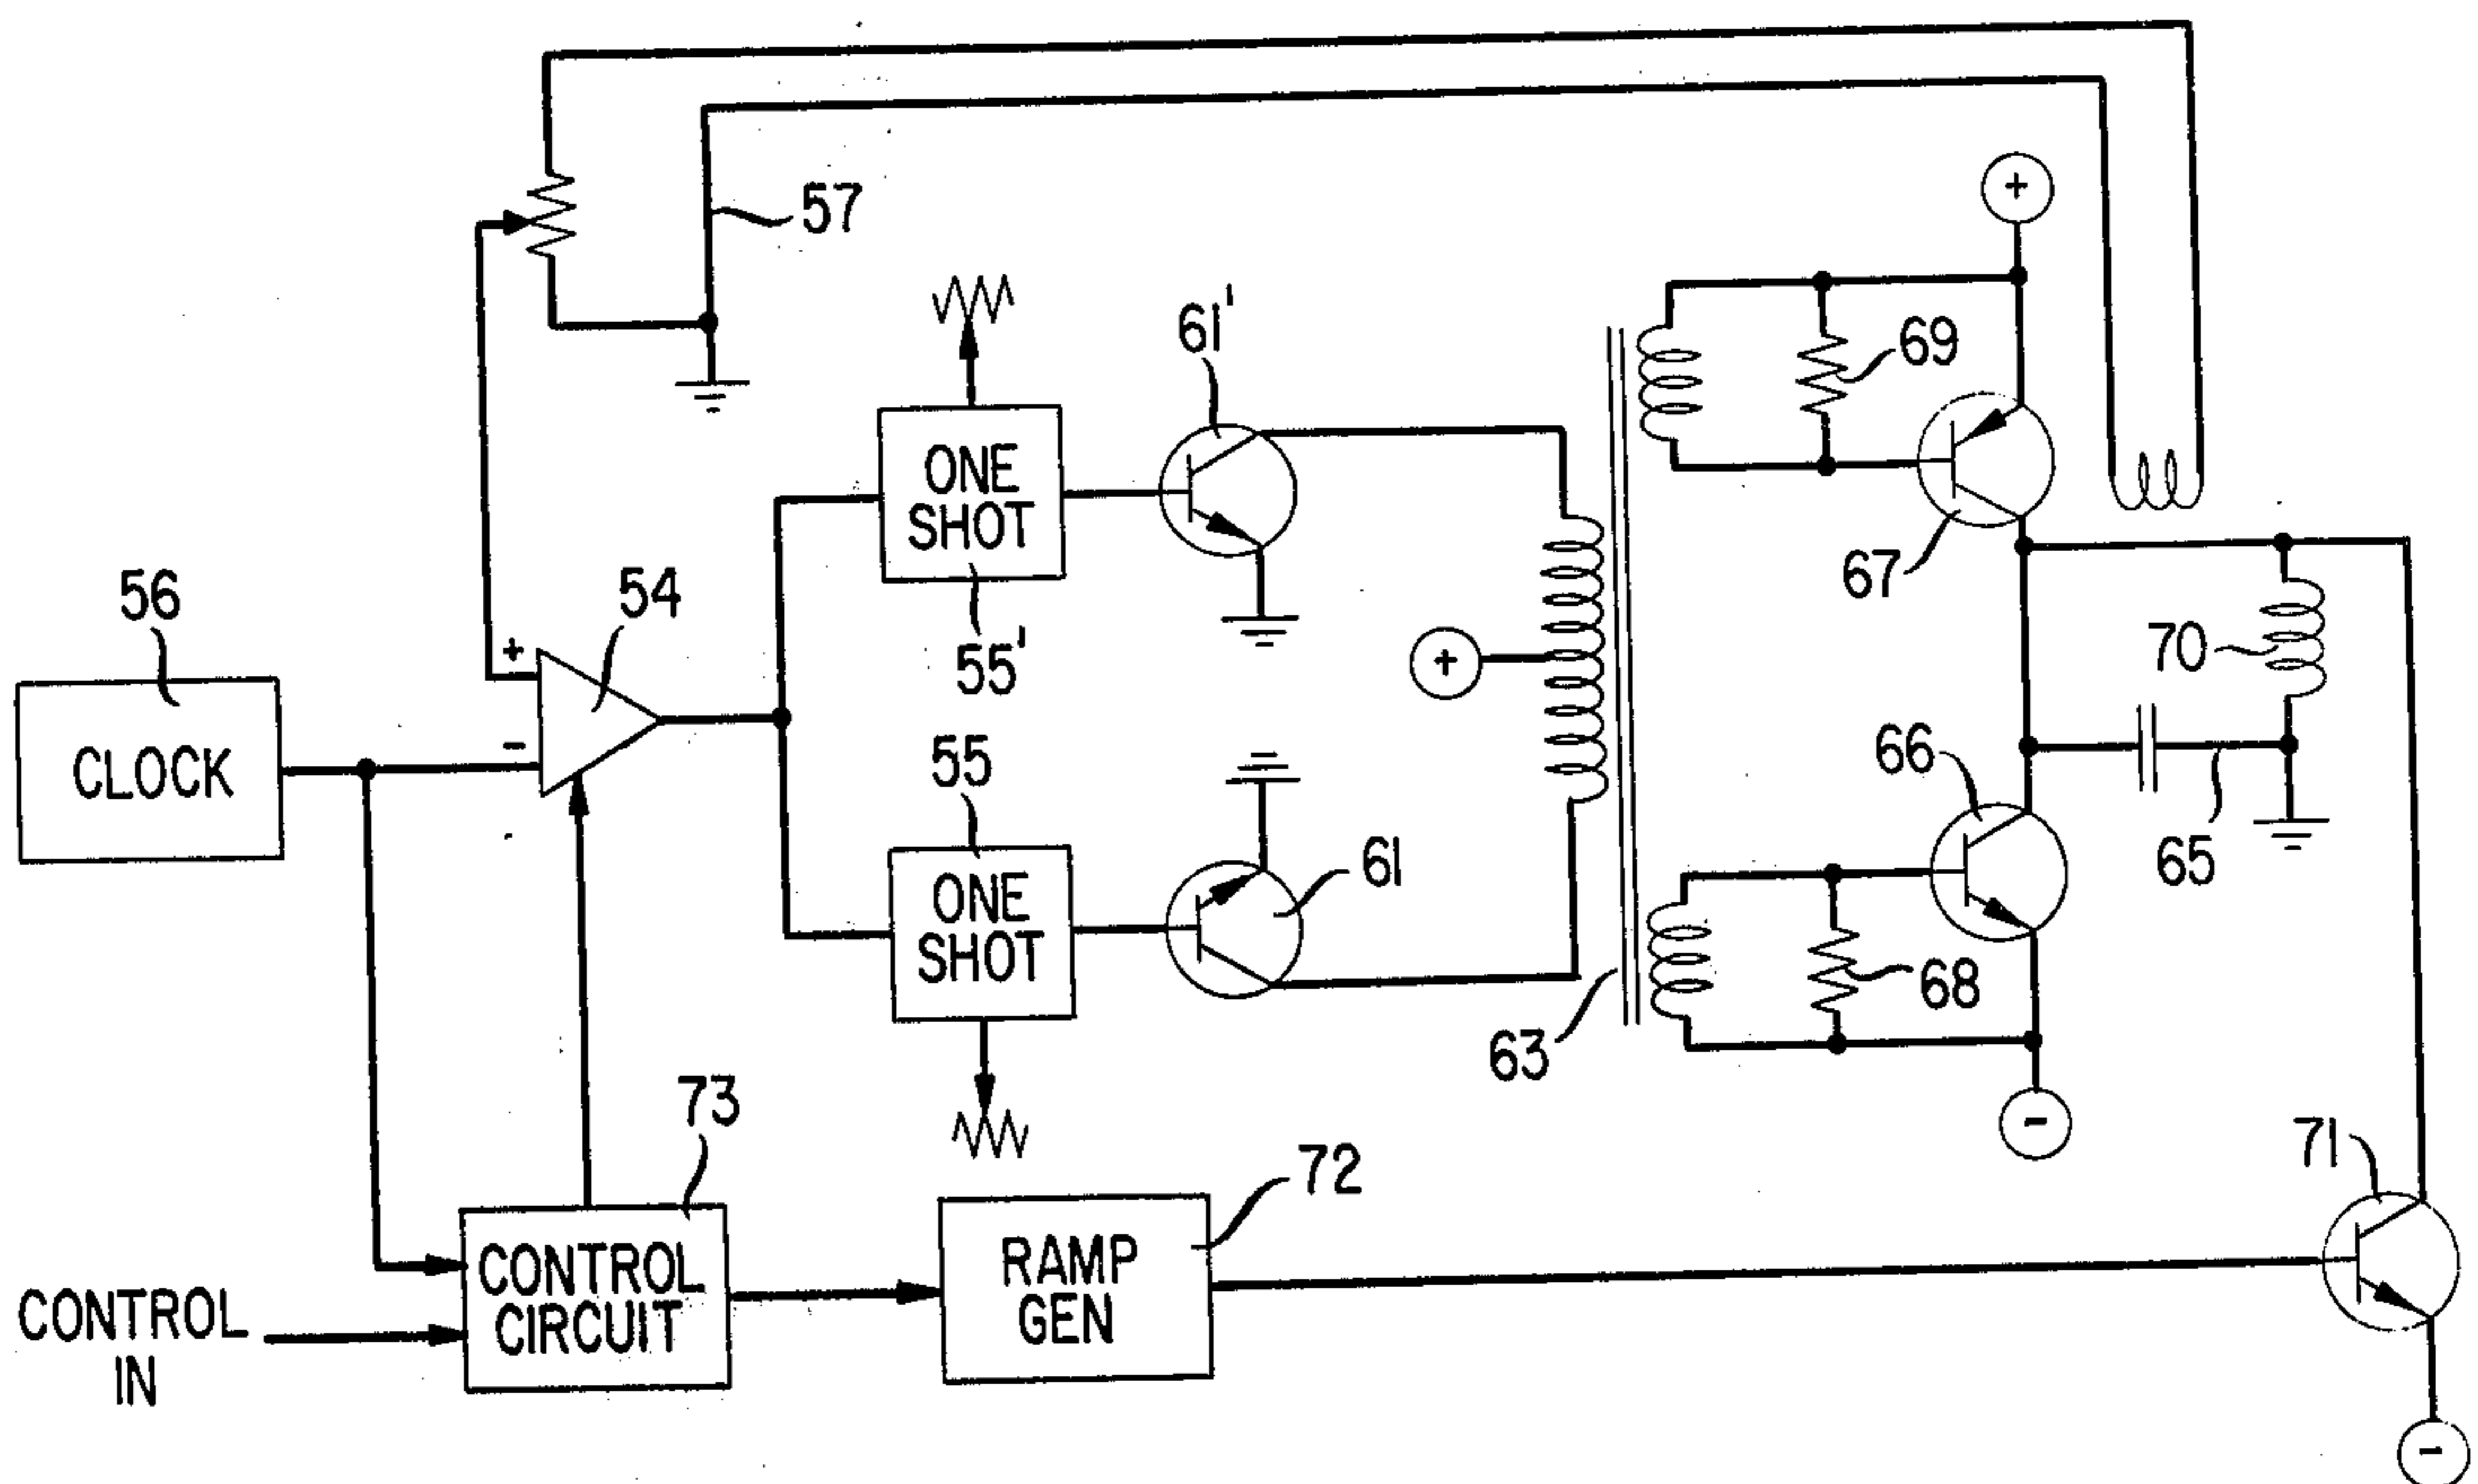 57
+
61'
69
ONE
SHOT
67
56
54
+
55'
+
70
CLOCK
-
55
66
ONE
SHOT
61
65
68
63
73
72
-
71
CONTROL
CIRCUIT
RAMP
GEN
CONTROL
IN
-